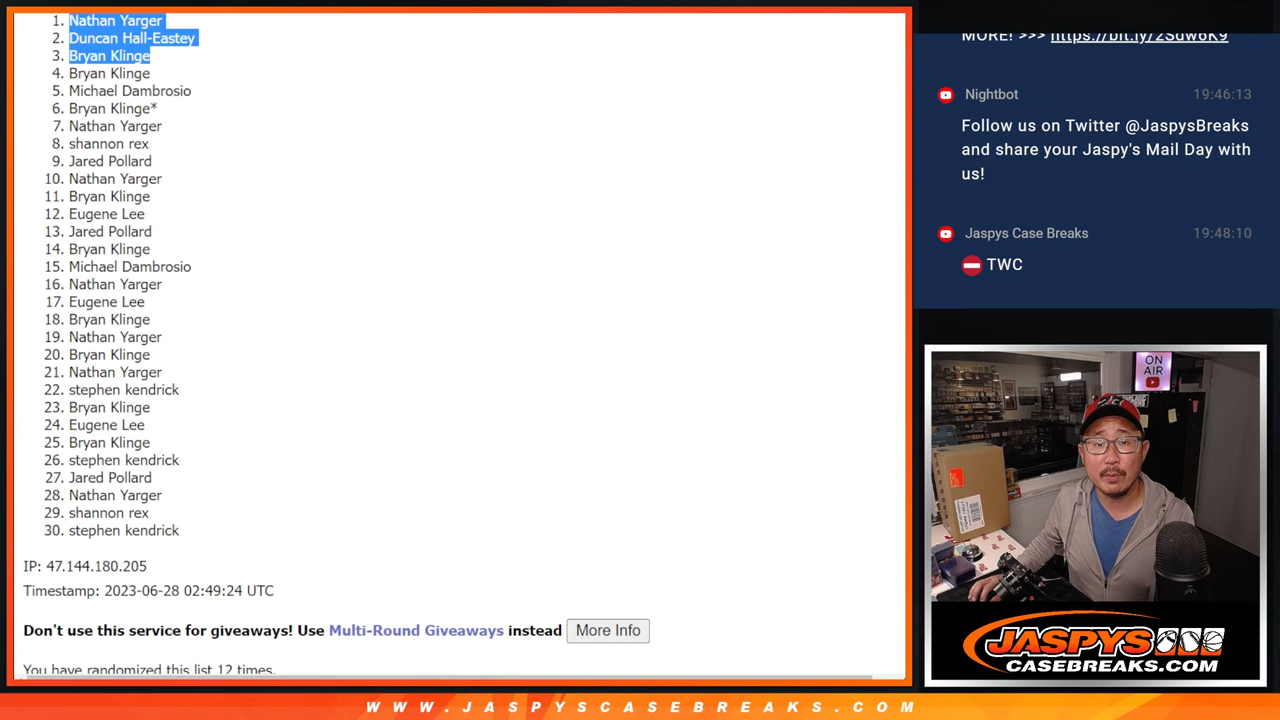 1. Nathan Yarger
2. Duncan Hall-Eastey
3. Bryan Klinge
4. Bryan Klinge
5. Michael Dambrosio
6. Bryan Klinge*
7. Nathan Yarger
8. shannon rex
9. Jared Pollard
10. Nathan Yarger
11. Bryan Klinge
12. Eugene Lee
13. Jared Pollard
14. Bryan Klinge
15. Michael Dambrosio
16. Nathan Yarger
17. Eugene Lee
18. Bryan Klinge
19. Nathan Yarger
20. Bryan Klinge
21. Nathan Yarger
22. stephen kendrick
23. Bryan Klinge
24. Eugene Lee
25. Bryan Klinge
26. stephen kendrick
27. Jared Pollard
28. Nathan Yarger
29. shannon rex
30. stephen kendrick
IP: 47.144.180.205
Timestamp: 2023-06-28 02:49:24 UTC
Don't use this service for giveaways! Use Multi-Round Giveaways instead More Info
You have randomized this list 12 times.
MORE! >>> https://bit.ly/2Sdw6K9
Nightbot 19:46:13
Follow us on Twitter @JaspysBreaks
and share your Jaspy's Mail Day with
us!
Jaspys Case Breaks 19:48:10
TWC
ON
AIR
JASPYS
CASEBREAKS.COM
WWW.JASPYSCASEBREAKS.COM